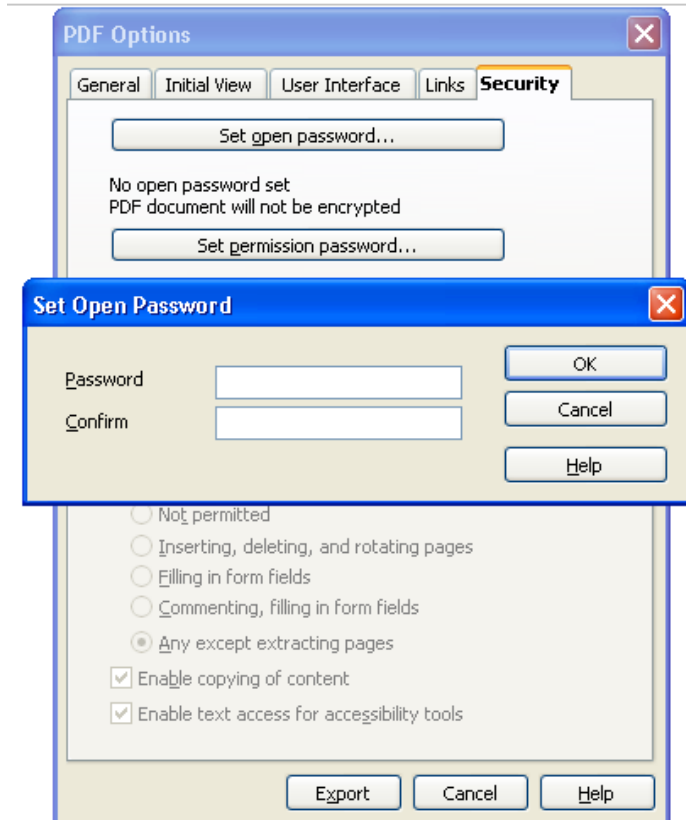 PDF Options
General Initial View User Interface Links Security
Set open password...
No open password set
PDF document will not be encrypted
Set permission password...
Set Open Password
Password
Confirm
OK
Cancel
Help
Not permitted
Inserting, deleting, and rotating pages
Filling in form fields
Commenting, filling in form fields
Any except extracting pages
Enable copying of content
Enable text access for accessibility tools
Export Cancel Help